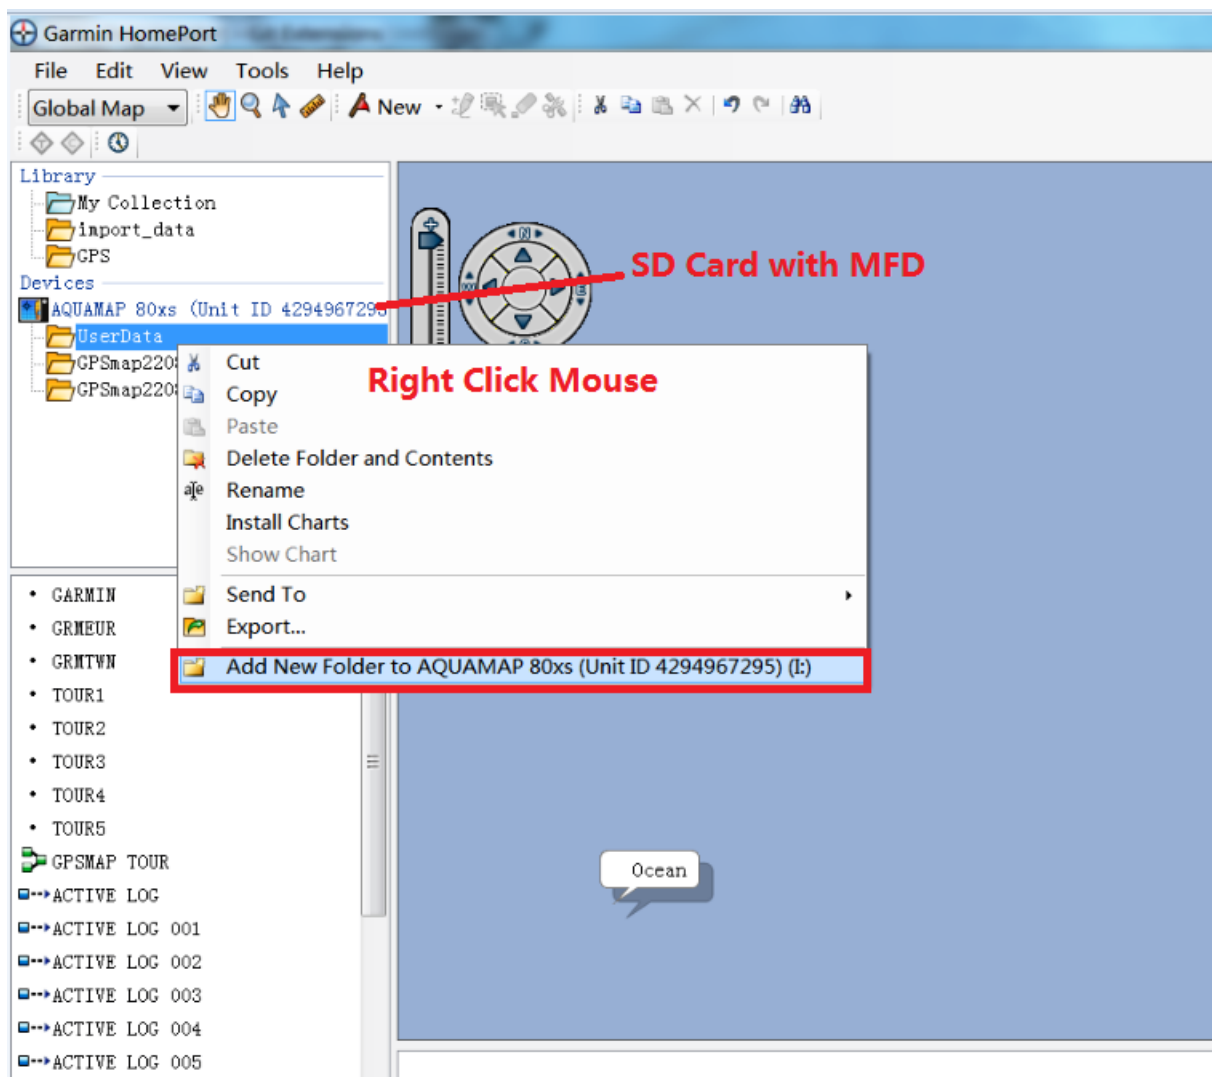 Garmin HomePort
File Edit View Tools Help
Global Map New
Library
My Collection
import_data
GPS
Devices
AQUAMAP 80xs (Unit ID 4294967295
UserData
GPSmap220
GPSmap220
N
SD Card with MFD
Right Click Mouse
Cut
Copy
Paste
Delete Folder and Contents
Rename
Install Charts
Show Chart
Send To
Export...
Add New Folder to AQUAMAP 80xs (Unit ID 4294967295) (I:)
GARMIN
GRMEUR
GRMTWN
TOUR1
TOUR2
TOUR3
TOUR4
TOUR5
GPSMAP TOUR
ACTIVE LOG
ACTIVE LOG 001
ACTIVE LOG 002
ACTIVE LOG 003
ACTIVE LOG 004
ACTIVE LOG 005
Ocean